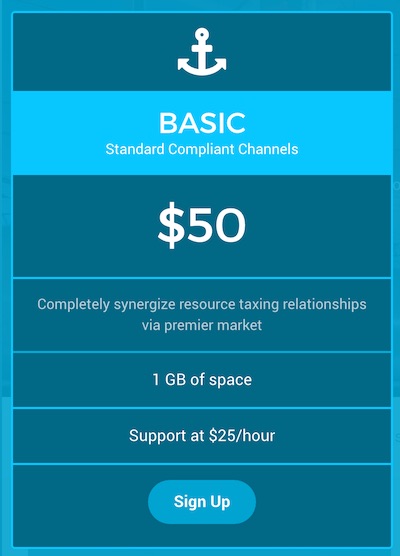 BASIC
Standard Compliant Channels
$50
Completely synergize resource taxing relationships
via premier market
1 GB of space
Support at $25/hour
Sign Up